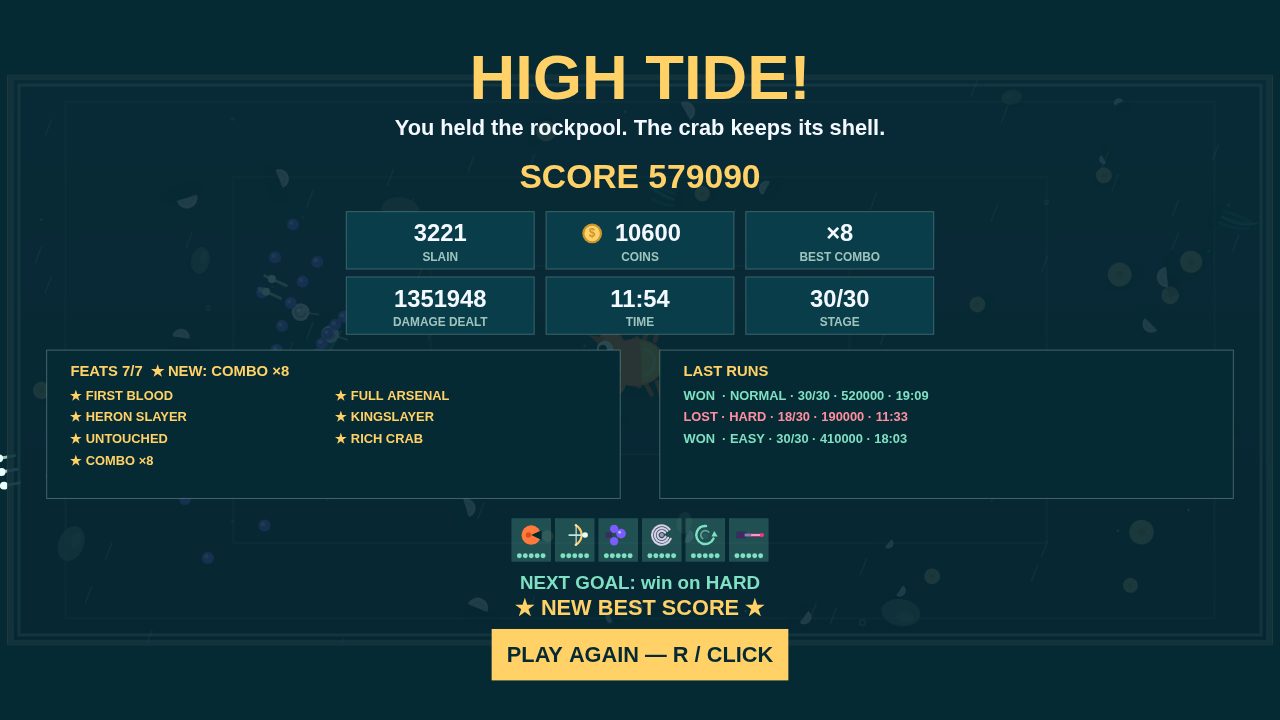 HIGH TIDE!
You held the rockpool. The crab keeps its shell.
SCORE 579090
3221
SLAIN
$ 10600
COINS
×8
BEST COMBO
1351948
DAMAGE DEALT
11:54
TIME
30/30
STAGE
FEATS 7/7 ★ NEW: COMBO ×8
★ FIRST BLOOD
★ FULL ARSENAL
★ HERON SLAYER
★ KINGSLAYER
★ UNTOUCHED
★ RICH CRAB
★ COMBO ×8
LAST RUNS
WON · NORMAL · 30/30 · 520000 · 19:09
LOST · HARD · 18/30 · 190000 · 11:33
WON · EASY · 30/30 · 410000 · 18:03
NEXT GOAL: win on HARD
★ NEW BEST SCORE ★
PLAY AGAIN — R / CLICK